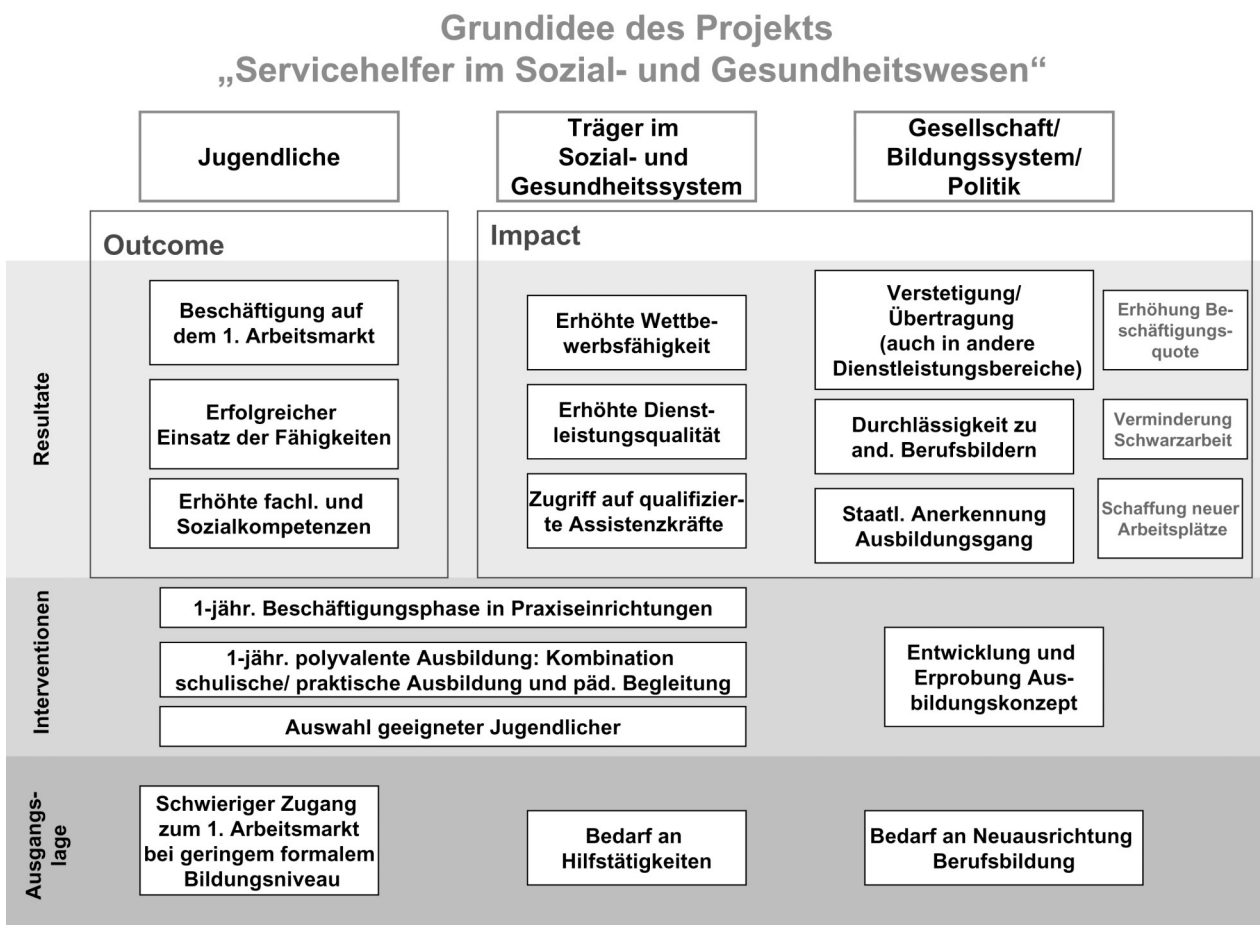 Grundidee des Projekts
„Servicehelfer im Sozial- und Gesundheitswesen“
Jugendliche
Träger im
Sozial- und
Gesundheitssystem
Gesellschaft/
Bildungssystem/
Politik
Outcome
Impact
Resultate
Beschäftigung auf
dem 1. Arbeitsmarkt
Erfolgreicher
Einsatz der Fähigkeiten
Erhöhte fachl. und
Sozialkompetenzen
Erhöhte Wettbe-
werbsfähigkeit
Erhöhte Dienst-
leistungsqualität
Zugriff auf qualifizier-
te Assistenzkräfte
Verstetigung/
Übertragung
(auch in andere
Dienstleistungsbereiche)
Durchlässigkeit zu
and. Berufsbildern
Staatl. Anerkennung
Ausbildungsgang
Erhöhung Be-
schäftigungs-
quote
Verminderung
Schwarzarbeit
Schaffung neuer
Arbeitsplätze
Interventionen
1-jähr. Beschäftigungsphase in Praxiseinrichtungen
1-jähr. polyvalente Ausbildung: Kombination
schulische/ praktische Ausbildung und päd. Begleitung
Auswahl geeigneter Jugendlicher
Entwicklung und
Erprobung Aus-
bildungskonzept
Ausgangs-
lage
Schwieriger Zugang
zum 1. Arbeitsmarkt
bei geringem formalem
Bildungsniveau
Bedarf an
Hilfstätigkeiten
Bedarf an Neuausrichtung
Berufsbildung